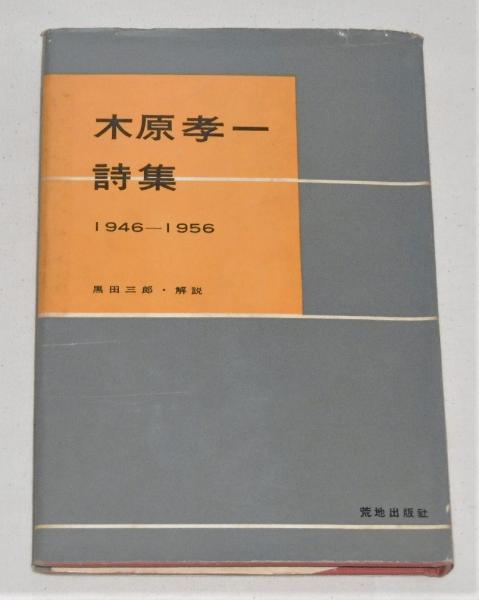 木原孝一
詩集
1946—1956
黒田三郎・解説
荒地出版社